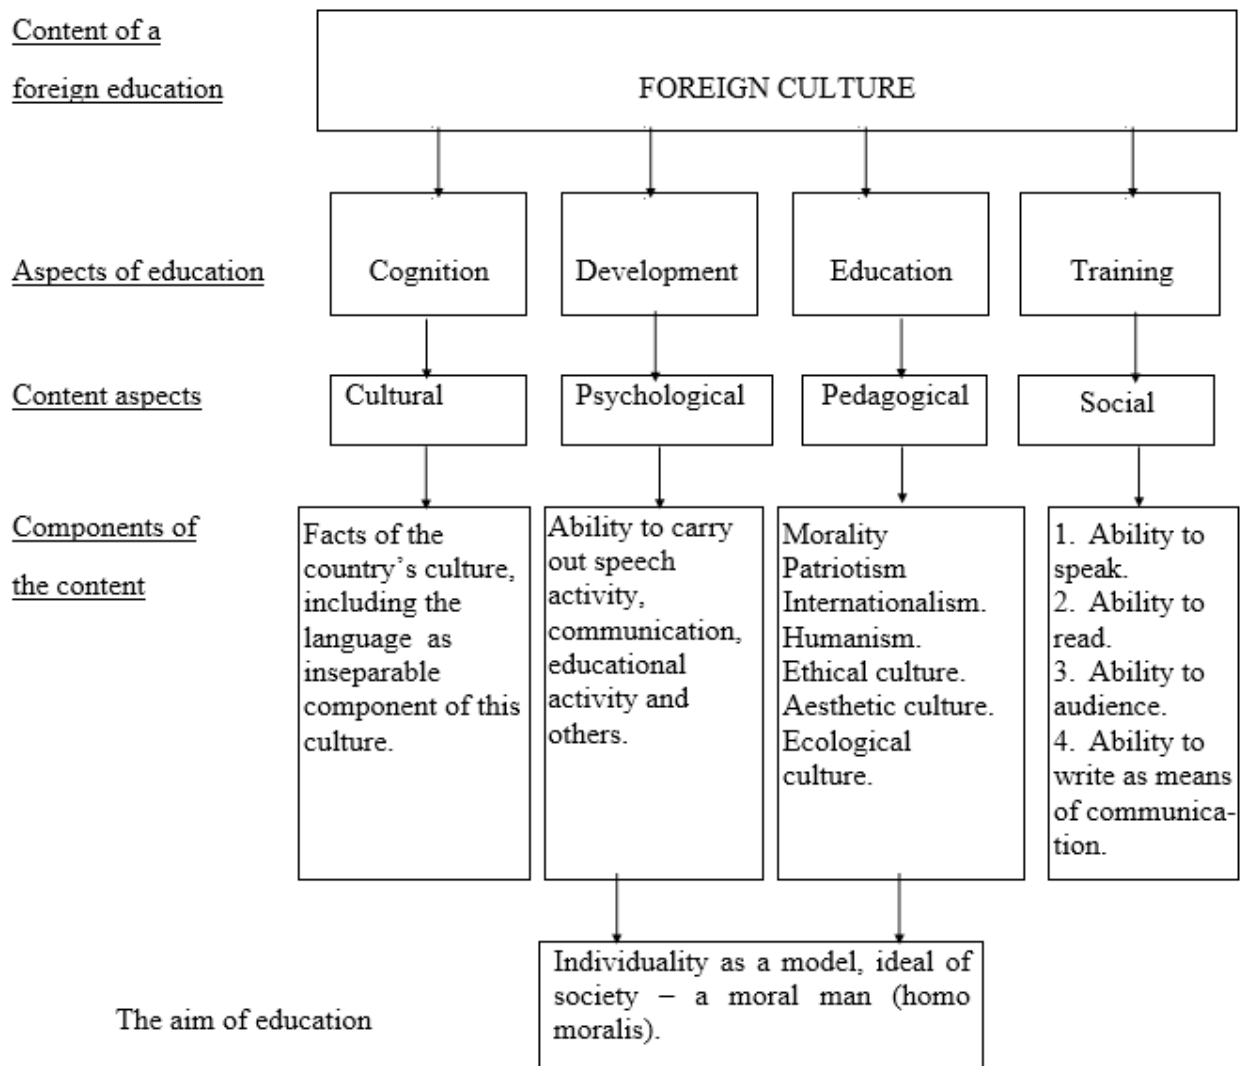 Content of a
foreign education
FOREIGN CULTURE
Aspects of education
Cognition
Development
Education
Training
Content aspects
Cultural
Psychological
Pedagogical
Social
Components of
the content
Facts of the
country’s culture,
including the
language as
inseparable
component of this
culture.
Ability to carry
out speech
activity,
communication,
educational
activity and
others.
Morality
Patriotism
Internationalism.
Humanism.
Ethical culture.
Aesthetic culture.
Ecological
culture.
1. Ability to
speak.
2. Ability to
read.
3. Ability to
audience.
4. Ability to
write as means
of communica-
tion.
The aim of education
Individuality as a model, ideal of
society – a moral man (homo
moralis).